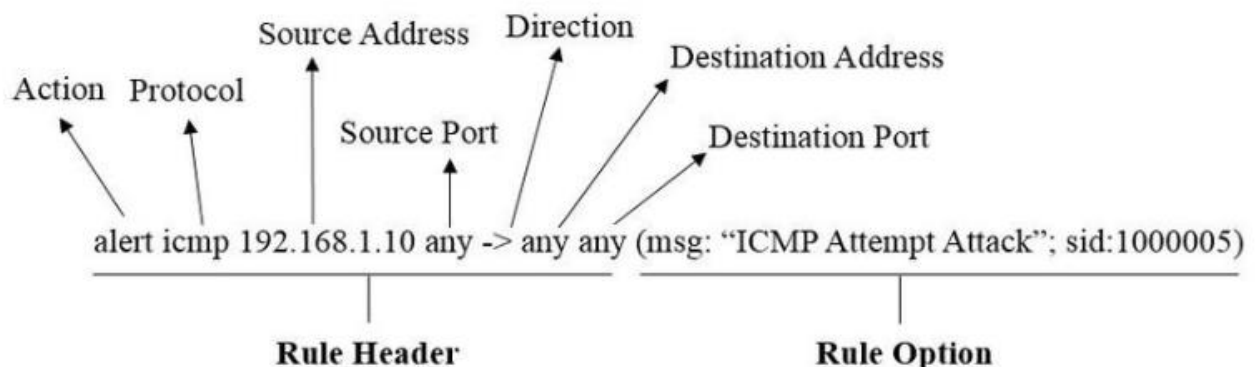 Source Address Direction
Destination Address
Action Protocol
Source Port
Destination Port
alert icmp 192.168.1.10 any -> any any (msg: “ICMP Attempt Attack”; sid:1000005)
Rule Header Rule Option